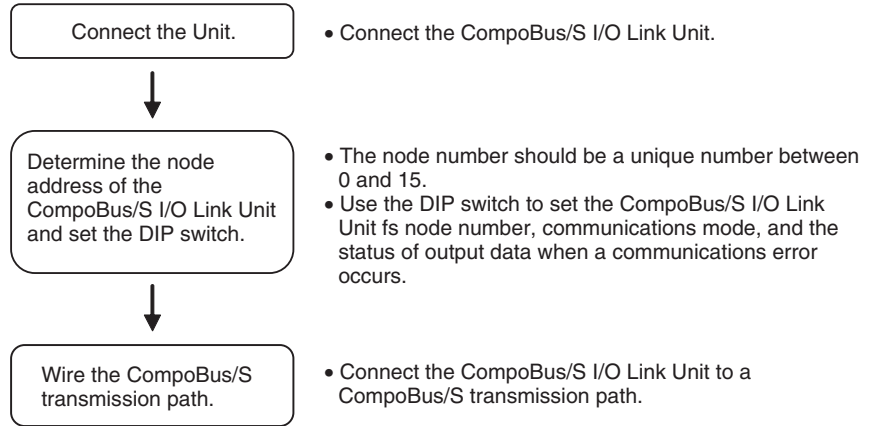 Connect the Unit.
• Connect the CompoBus/S I/O Link Unit.
Determine the node
address of the
CompoBus/S I/O Link Unit
and set the DIP switch.
• The node number should be a unique number between
0 and 15.
• Use the DIP switch to set the CompoBus/S I/O Link
Unit fs node number, communications mode, and the
status of output data when a communications error
occurs.
Wire the CompoBus/S
transmission path.
• Connect the CompoBus/S I/O Link Unit to a
CompoBus/S transmission path.